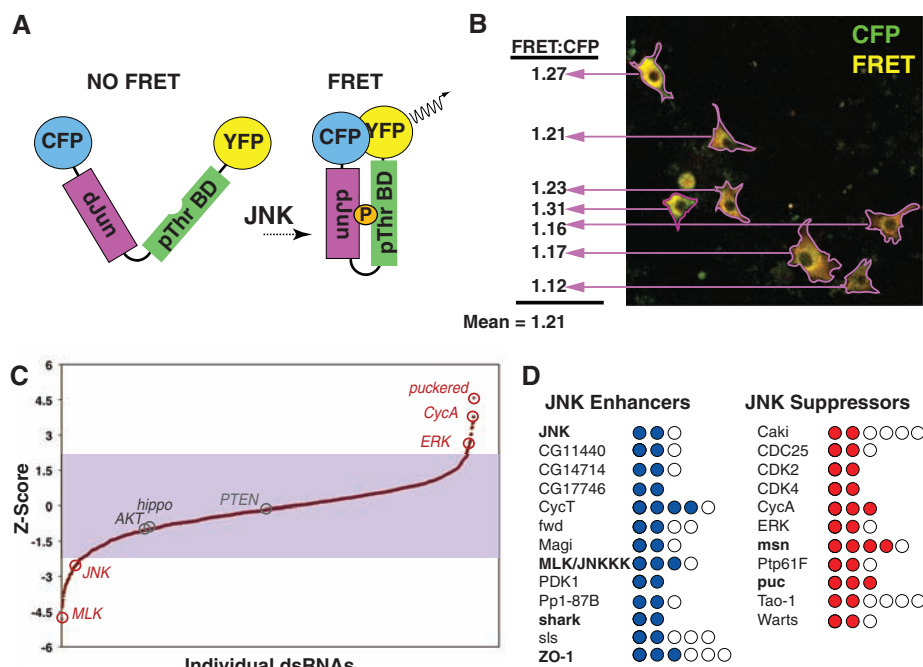 A
NO FRET
FRET
CFP
YFP
dJun
pThr BD
JNK
CFP
YFP
dJun
P
pThr BD
B
FRET:CFP
CFP
FRET
1.27
1.21
1.23
1.31
1.16
1.17
1.12
Mean = 1.21
C
Z-Score
6
4.5
3
1.5
0
-1.5
-3
-4.5
-6
puckered
CycA
ERK
PTEN
hippo
AKT
JNK
MLK
Individual dsRNAs
D
JNK Enhancers
JNK
CG11440
CG14714
CG17746
CycT
fwd
Magi
MLK/JNKKK
PDK1
Pp1-87B
shark
sls
ZO-1
JNK Suppressors
Caki
CDC25
CDK2
CDK4
CycA
ERK
msn
Ptp61F
puc
Tao-1
Warts